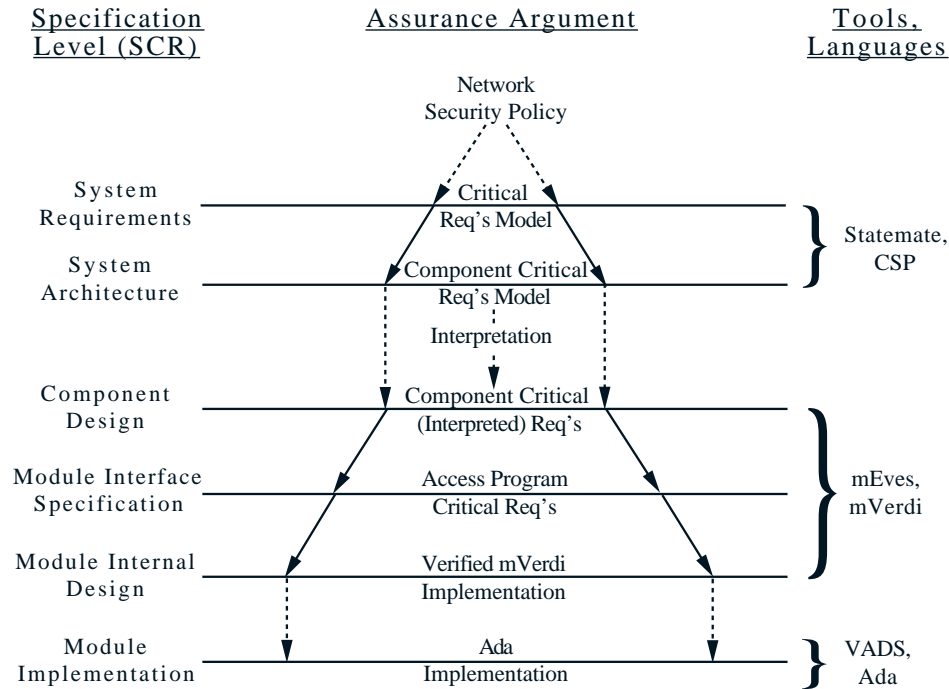 Specification
Level (SCR)
Assurance Argument
Tools,
Languages
Network
Security Policy
System
Requirements
Critical
Req's Model
Statemate,
CSP
System
Architecture
Component Critical
Req's Model
Interpretation
Component
Design
Component Critical
(Interpreted) Req's
Module Interface
Specification
Access Program
Critical Req's
mEves,
mVerdi
Module Internal
Design
Verified mVerdi
Implementation
Module
Implementation
Ada
Implementation
VADS,
Ada